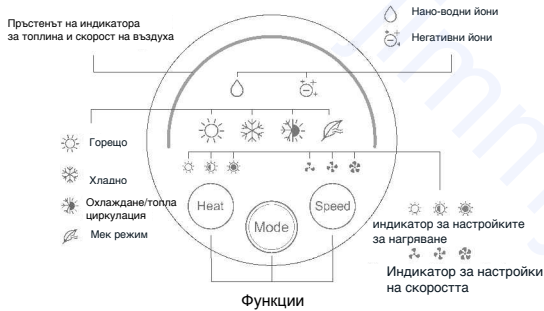 Пръстенът на индикатора
за топлина и скорост на въздуха
Нано-водни йони
Негативни йони
Горещо
Хладно
Охлаждане/топла
циркулация
Мек режим
Heat
Mode
Speed
индикатор за настройките
за нагряване
Индикатор за настройки
на скоростта
Функции
jimmy